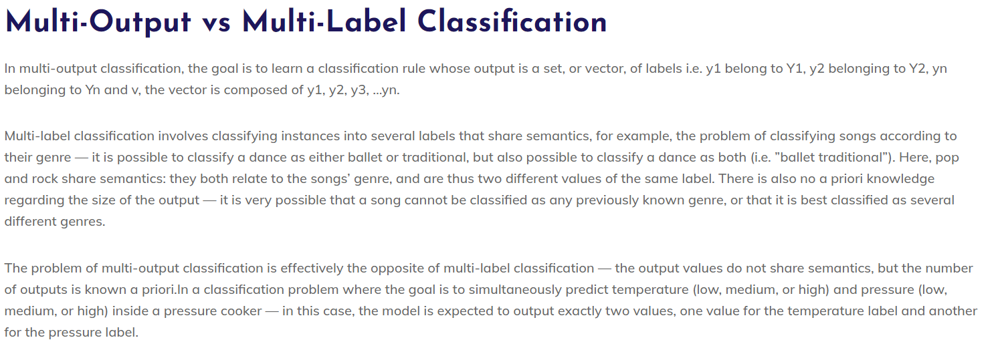 Multi-Output vs Multi-Label Classification
In multi-output classification, the goal is to learn a classification rule whose output is a set, or vector, of labels i.e. y1 belong to Y1, y2 belonging to Y2, yn
belonging to Yn and v, the vector is composed of y1, y2, y3, ...yn.
Multi-label classification involves classifying instances into several labels that share semantics, for example, the problem of classifying songs according to
their genre — it is possible to classify a dance as either ballet or traditional, but also possible to classify a dance as both (i.e. ”ballet traditional”). Here, pop
and rock share semantics: they both relate to the songs’ genre, and are thus two different values of the same label. There is also no a priori knowledge
regarding the size of the output — it is very possible that a song cannot be classified as any previously known genre, or that it is best classified as several
different genres.
The problem of multi-output classification is effectively the opposite of multi-label classification — the output values do not share semantics, but the number
of outputs is known a priori.In a classification problem where the goal is to simultaneously predict temperature (low, medium, or high) and pressure (low,
medium, or high) inside a pressure cooker — in this case, the model is expected to output exactly two values, one value for the temperature label and another
for the pressure label.